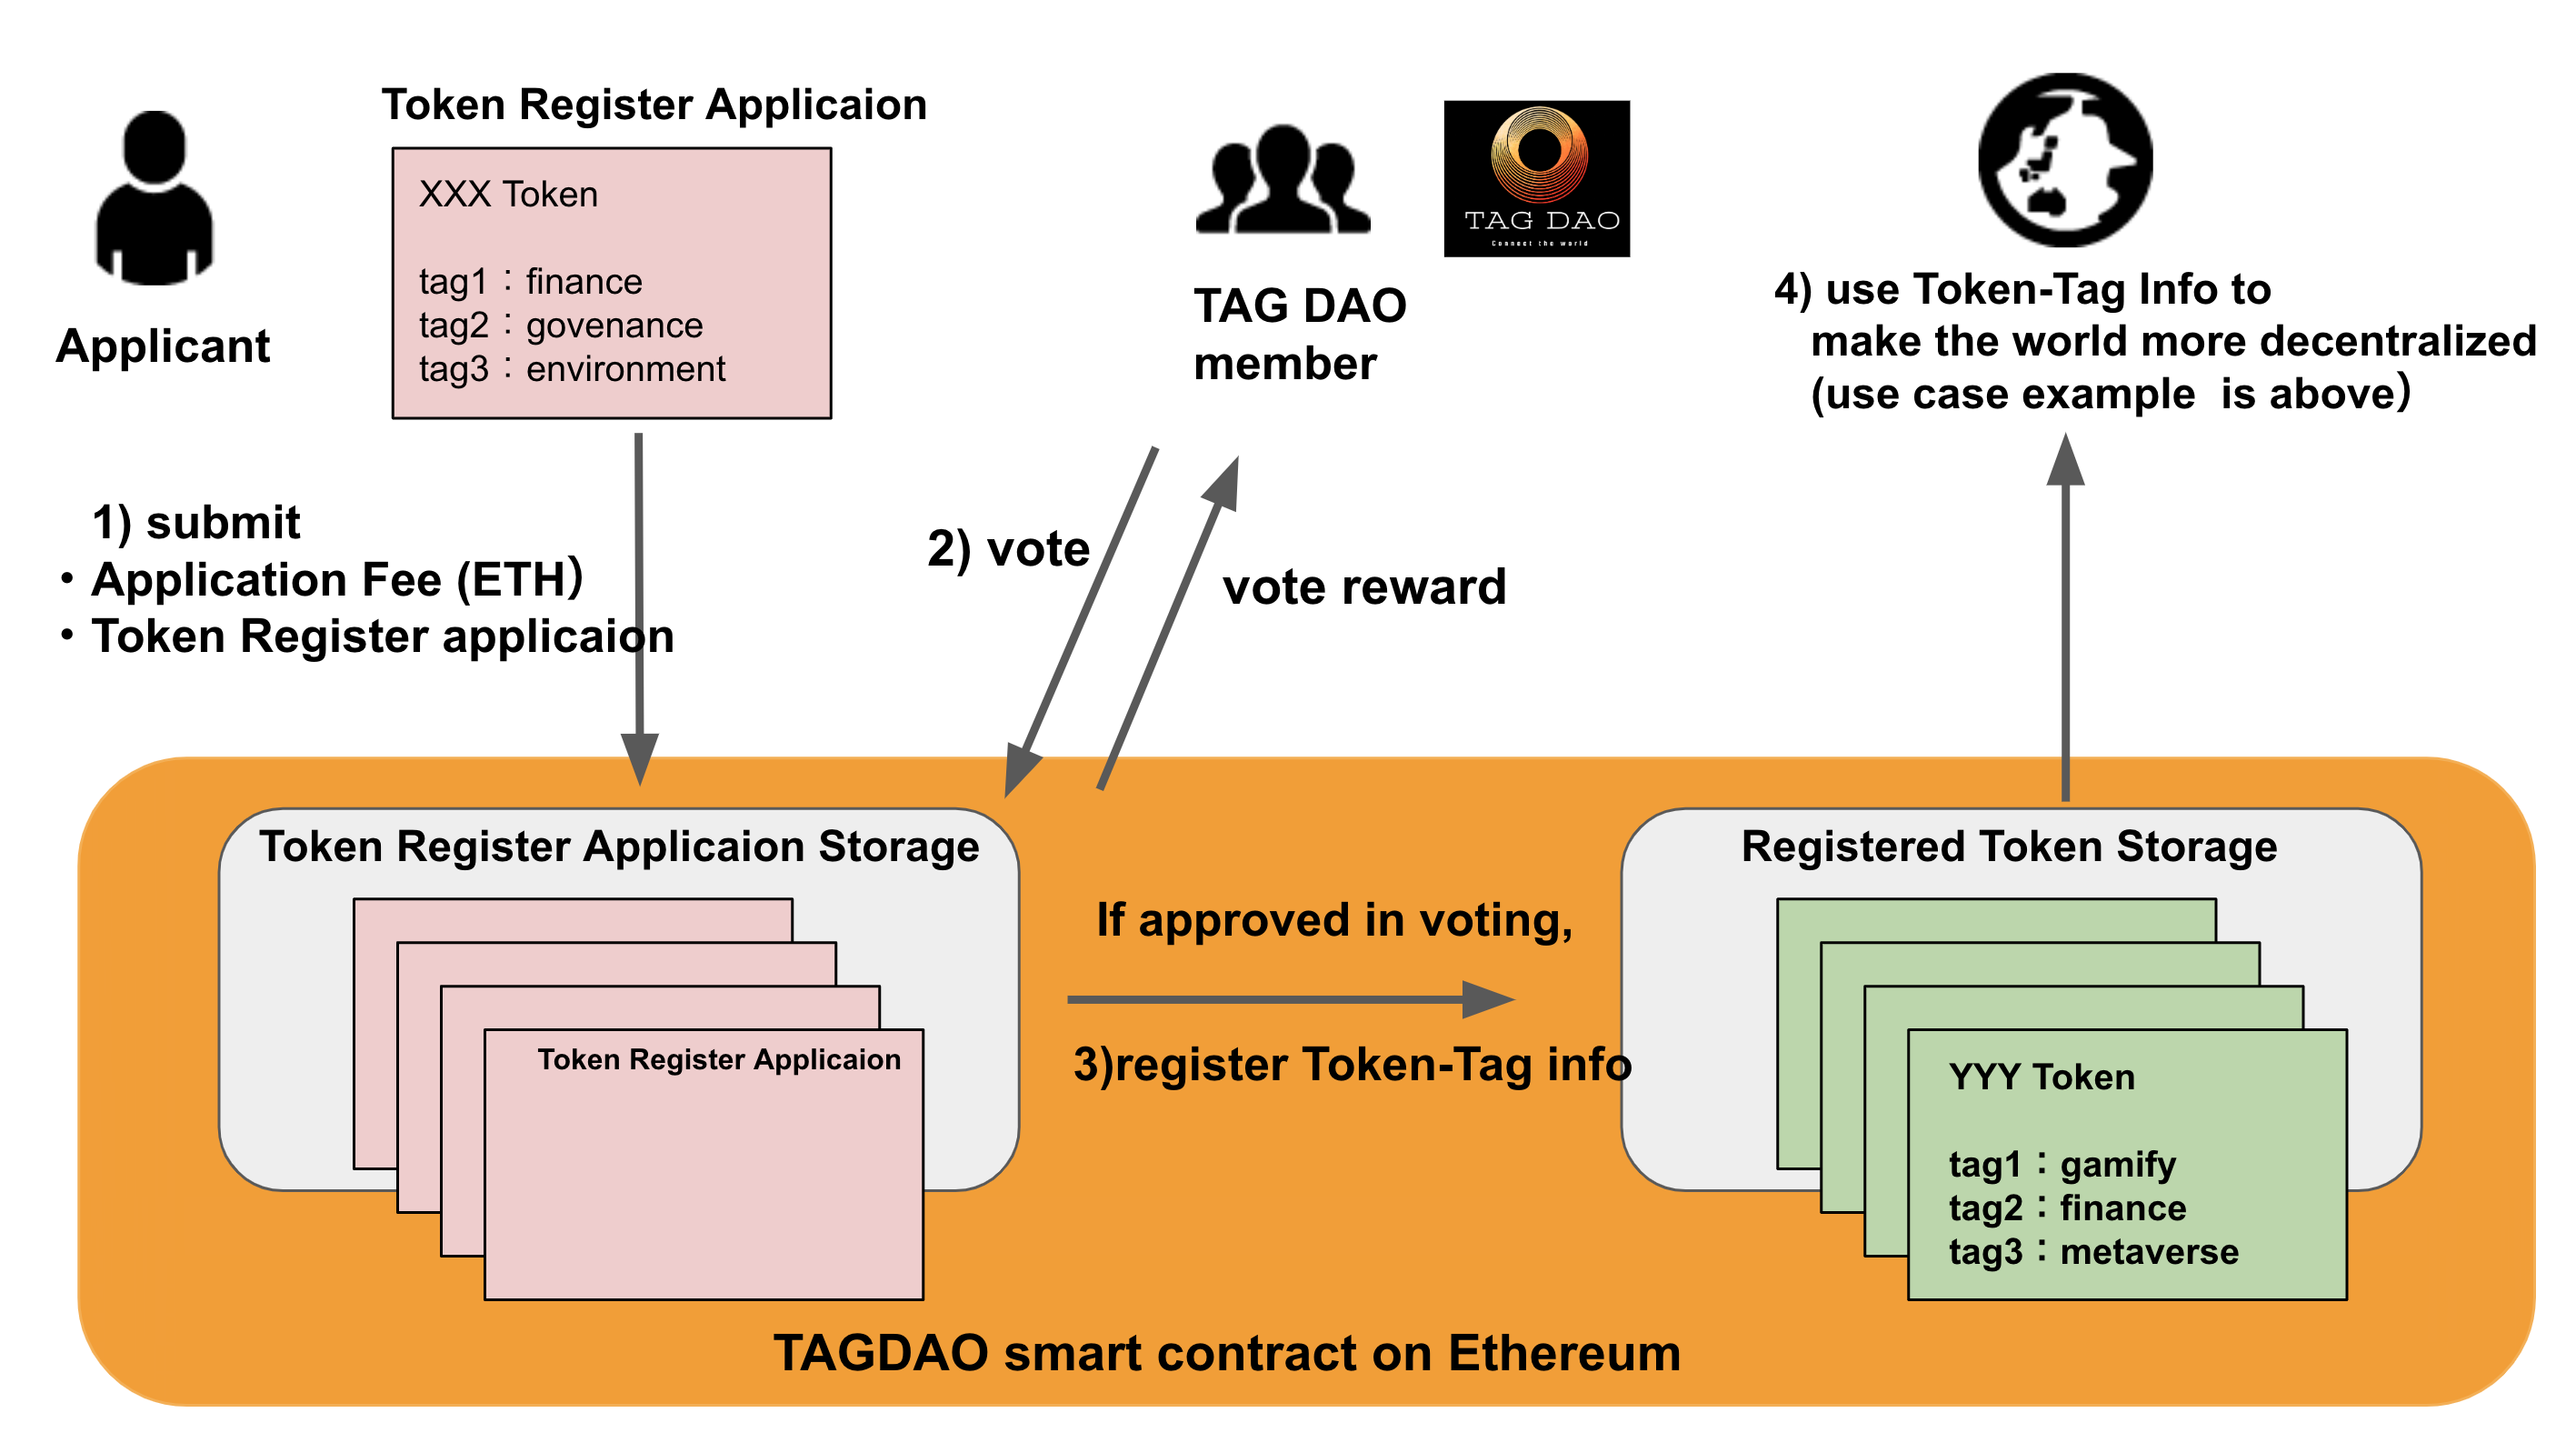 Token Register Applicaion
XXX Token
tag1：finance
tag2：govenance
tag3：environment
Applicant
TAG DAO
Connect the world
TAG DAO
member
4) use Token-Tag Info to
make the world more decentralized
(use case example  is above）
1) submit
・Application Fee (ETH）
・Token Register applicaion
2) vote
vote reward
Token Register Applicaion Storage
Token Register Applicaion
If approved in voting,
3)register Token-Tag info
Registered Token Storage
YYY Token
tag1：gamify
tag2：finance
tag3：metaverse
TAGDAO smart contract on Ethereum